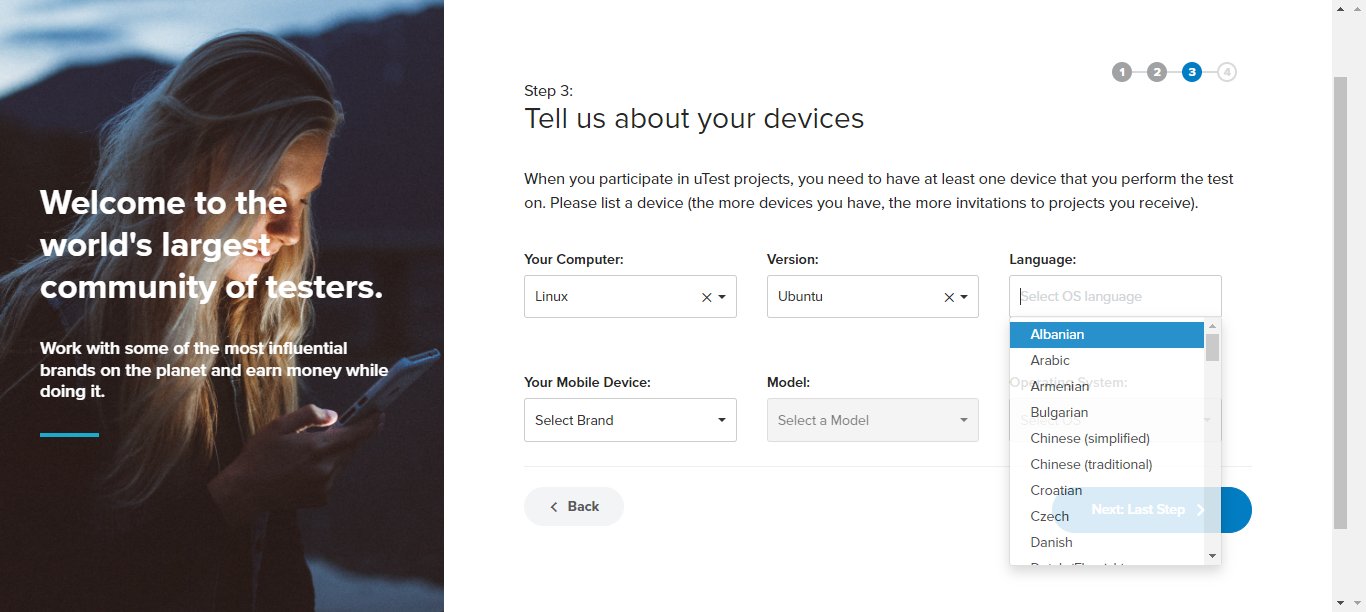 Welcome to the
world's largest
community of testers.
Work with some of the most influential
brands on the planet and earn money while
doing it.
1 2 3 4
Step 3:
Tell us about your devices
When you participate in uTest projects, you need to have at least one device that you perform the test
on. Please list a device (the more devices you have, the more invitations to projects you receive).
Your Computer: Version: Language:
Linux Ubuntu Select OS language
Albanian
Arabic
Your Mobile Device: Model: Operating System:
Armenian
Select Brand Select a Model Select OS
Bulgarian
Chinese (simplified)
Chinese (traditional)
Croatian
Back Next: Last Step
Czech
Danish